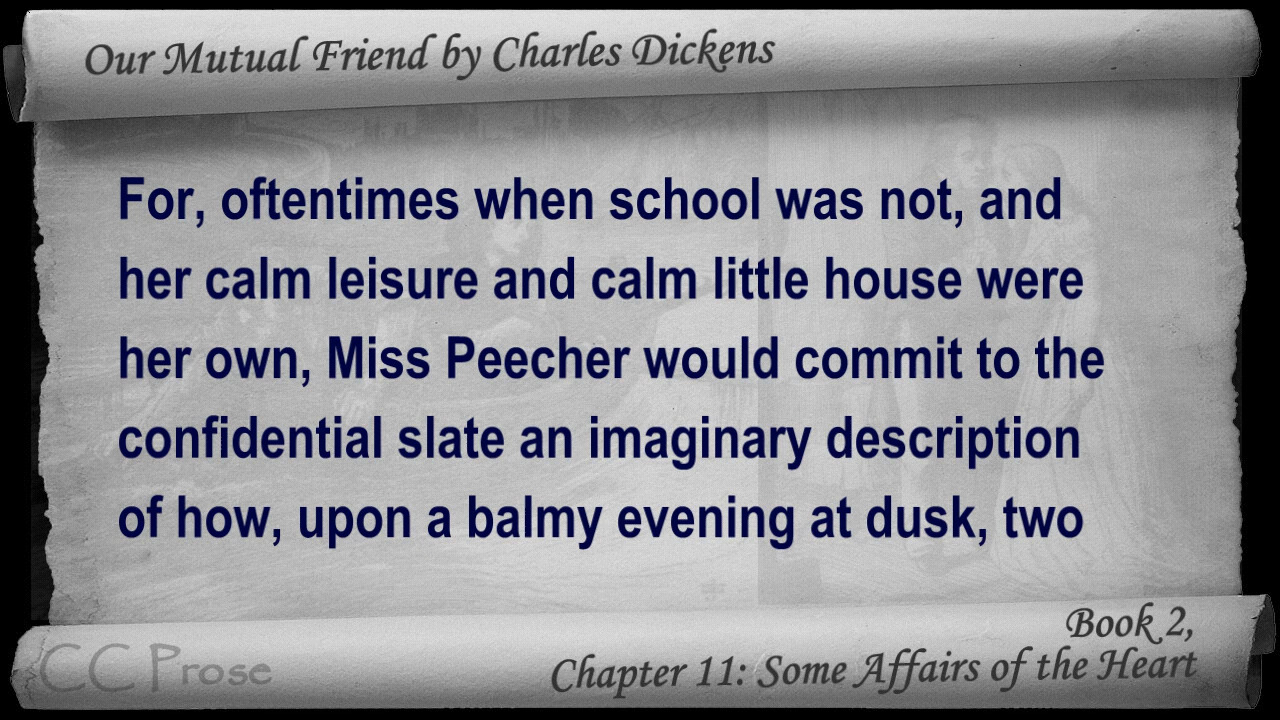 Our Mutual Friend by Charles Dickens
For, oftentimes when school was not, and
her calm leisure and calm little house were
her own, Miss Peecher would commit to the
confidential slate an imaginary description
of how, upon a balmy evening at dusk, two
Book 2,
Chapter 11: Some Affairs of the Heart
CC Prose